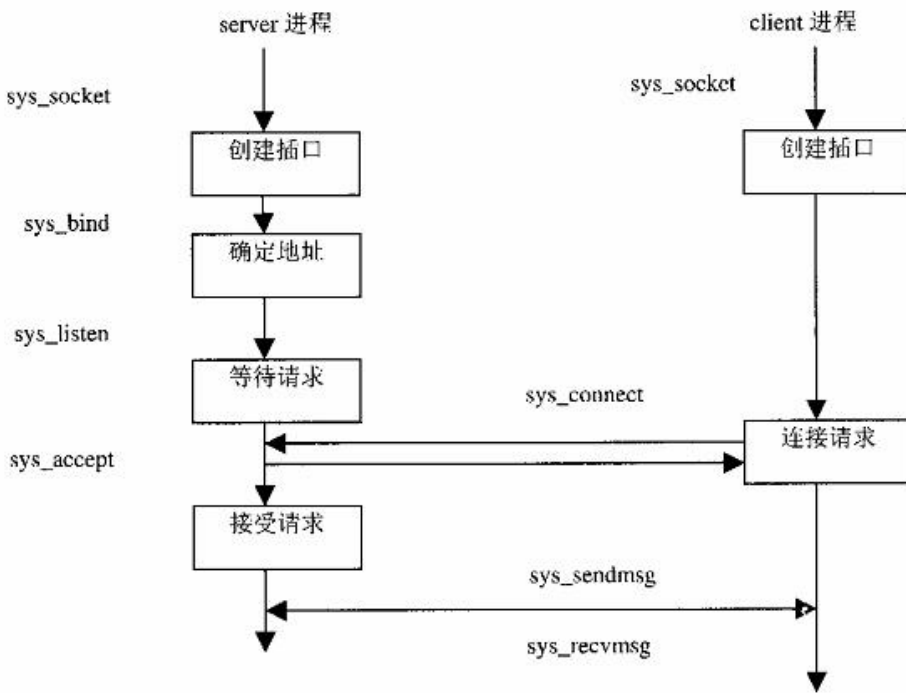 server 进程
client 进程
sys_socket
sys_socket
创建插口
创建插口
sys_bind
确定地址
sys_listen
等待请求
sys_connect
连接请求
sys_accept
接受请求
sys_sendmsg
sys_recvmsg